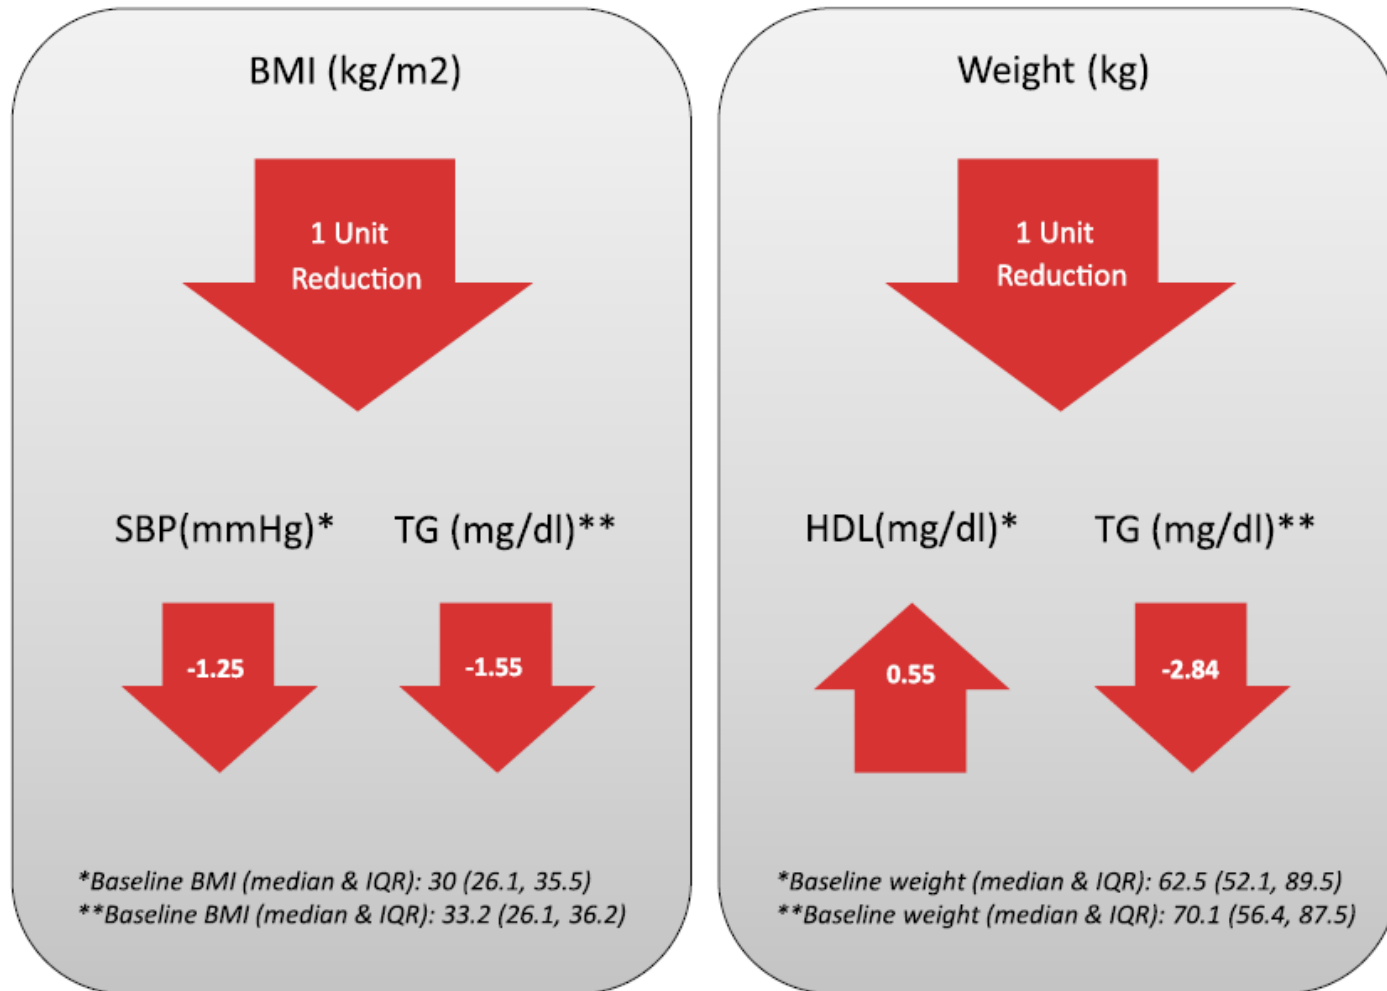 BMI (kg/m2)
1 Unit
Reduction
SBP(mmHg)* TG (mg/dl)**
-1.25 -1.55
*Baseline BMI (median & IQR): 30 (26.1, 35.5)
**Baseline BMI (median & IQR): 33.2 (26.1, 36.2)
Weight (kg)
1 Unit
Reduction
HDL(mg/dl)* TG (mg/dl)**
0.55 -2.84
*Baseline weight (median & IQR): 62.5 (52.1, 89.5)
**Baseline weight (median & IQR): 70.1 (56.4, 87.5)